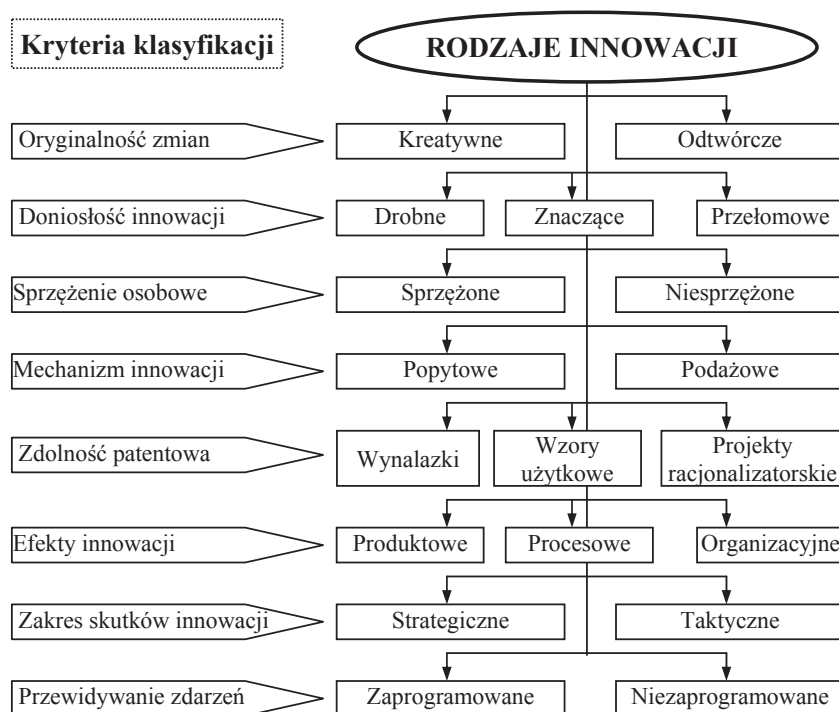 Kryteria klasyfikacji
RODZAJE INNOWACJI
Oryginalność zmian
Kreatywne
Odtwórcze
Doniosłość innowacji
Drobne
Znaczące
Przełomowe
Sprzężenie osobowe
Sprzężone
Niesprzężone
Mechanizm innowacji
Popytowe
Podażowe
Zdolność patentowa
Wynalazki
Wzory
użytkowe
Projekty
racjonalizatorskie
Efekty innowacji
Produktowe
Procesowe
Organizacyjne
Zakres skutków innowacji
Strategiczne
Taktyczne
Przewidywanie zdarzeń
Zaprogramowane
Niezaprogramowane